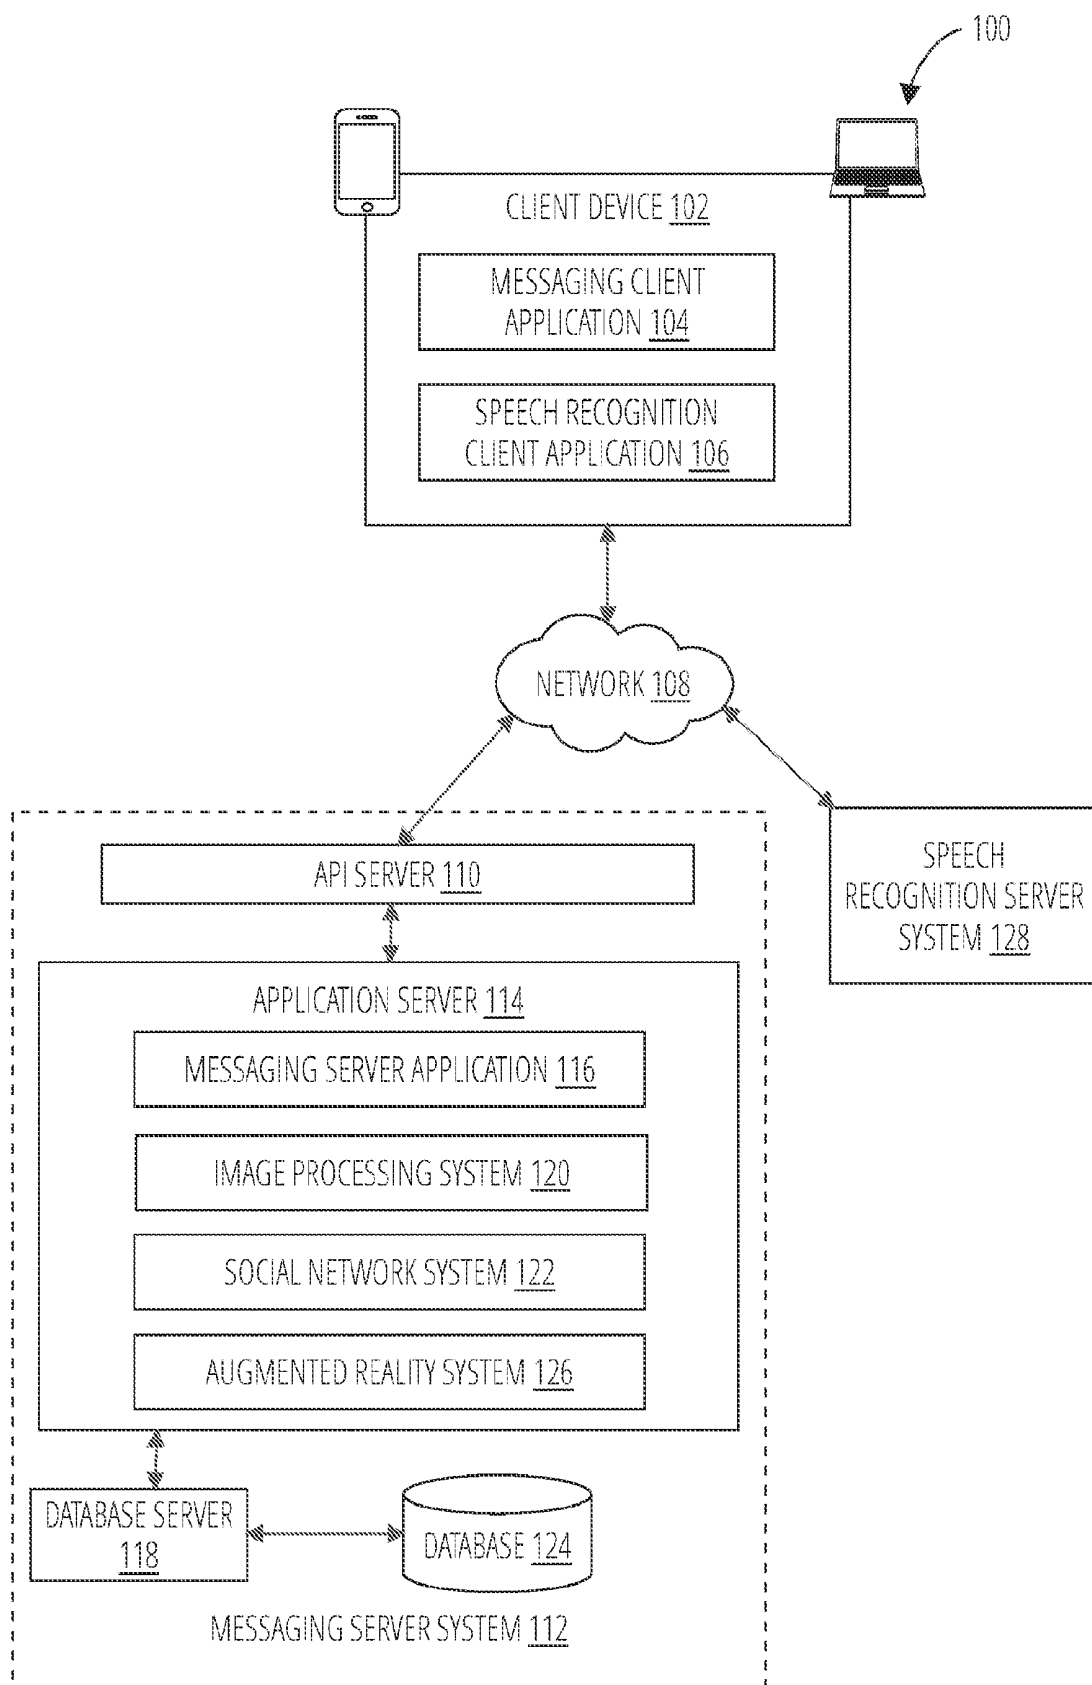 100
CLIENT DEVICE 102
MESSAGING CLIENT
APPLICATION 104
SPEECH RECOGNITION
CLIENT APPLICATION 106
NETWORK 108
API SERVER 110
SPEECH
RECOGNITION SERVER
SYSTEM 128
APPLICATION SERVER 114
MESSAGING SERVER APPLICATION 116
IMAGE PROCESSING SYSTEM 120
SOCIAL NETWORK SYSTEM 122
AUGMENTED REALITY SYSTEM 126
DATABASE SERVER
118
DATABASE 124
MESSAGING SERVER SYSTEM 112